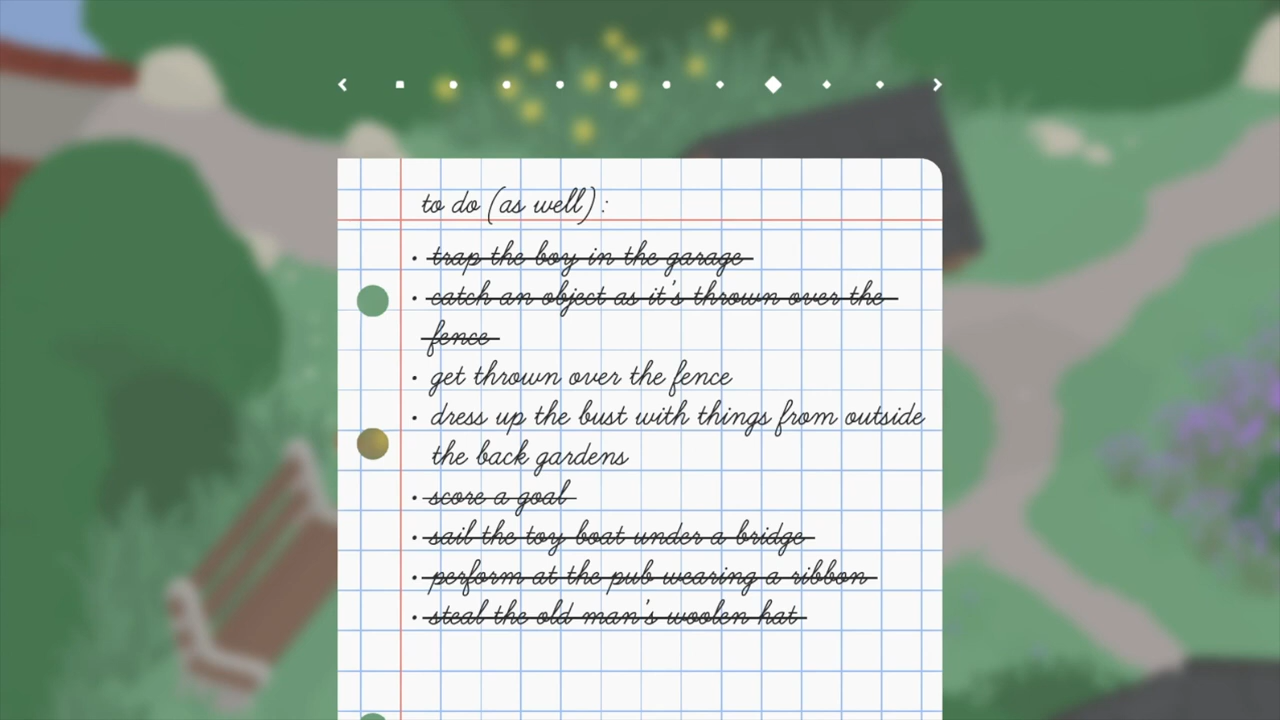 to do (as well):
• trap the boy in the garage
• catch an object as it's thrown over the
fence
• get thrown over the fence
• dress up the bust with things from outside
the back gardens
• score a goal
• sail the toy boat under a bridge
• perform at the pub wearing a ribbon
• steal the old man's woolen hat